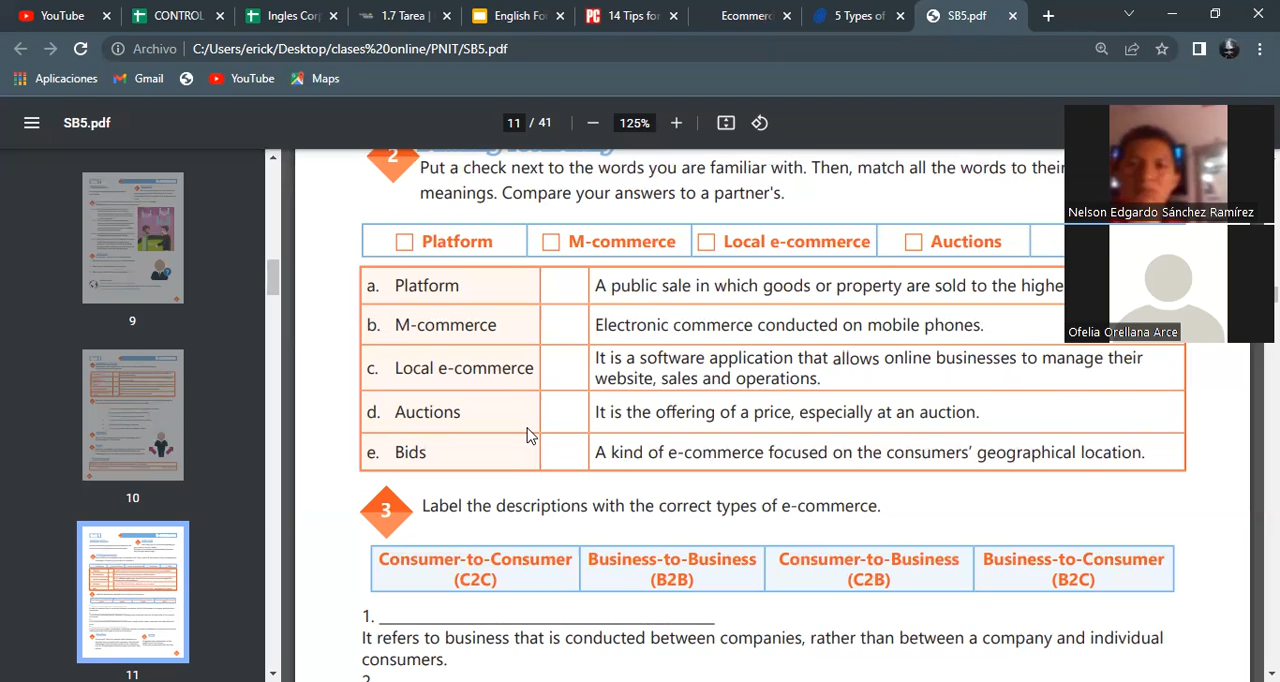 YouTube
CONTROL
Ingles Cor
1.7 Tarea |
English Fo
PC
14 Tips for
Ecommer
5 Types of
SB5.pdf
Archivo
C:/Users/erick/Desktop/clases%20online/PNIT/SB5.pdf
Aplicaciones
Gmail
YouTube
Maps
SB5.pdf
11 / 41
125%
9
10
11
2
Put a check next to the words you are familiar with. Then, match all the words to their
meanings. Compare your answers to a partner's.
Platform
M-commerce
Local e-commerce
Auctions
a. Platform
A public sale in which goods or property are sold to the highe
b. M-commerce
Electronic commerce conducted on mobile phones.
c. Local e-commerce
It is a software application that allows online businesses to manage their
website, sales and operations.
d. Auctions
It is the offering of a price, especially at an auction.
e. Bids
A kind of e-commerce focused on the consumers' geographical location.
3
Label the descriptions with the correct types of e-commerce.
Consumer-to-Consumer
(C2C)
Business-to-Business
(B2B)
Consumer-to-Business
(C2B)
Business-to-Consumer
(B2C)
1.
It refers to business that is conducted between companies, rather than between a company and individual
consumers.
Nelson Edgardo Sánchez Ramírez
Ofelia Orellana Arce